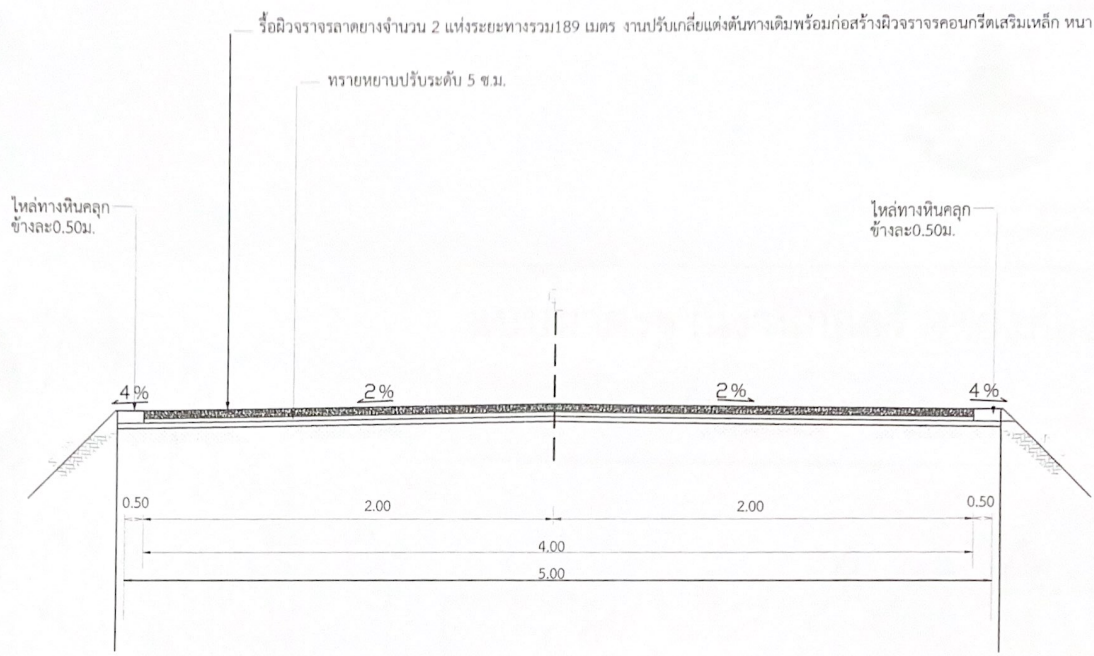 รื้อผิวจราจรลาดยางจำนวน 2 แห่งระยะทางรวม189 เมตร งานปรับเกลี่ยแต่งต้นทางเดิมพร้อมก่อสร้างผิวจราจรคอนกรีตเสริมเหล็ก หนา
ทรายหยาบปรับระดับ 5 ซ.ม.
ไหล่ทางหินคลุก
ข้างละ0.50ม.
ไหล่ทางหินคลุก
ข้างละ0.50ม.
4% 2% 2% 4%
0.50 2.00 2.00 0.50
4.00
5.00